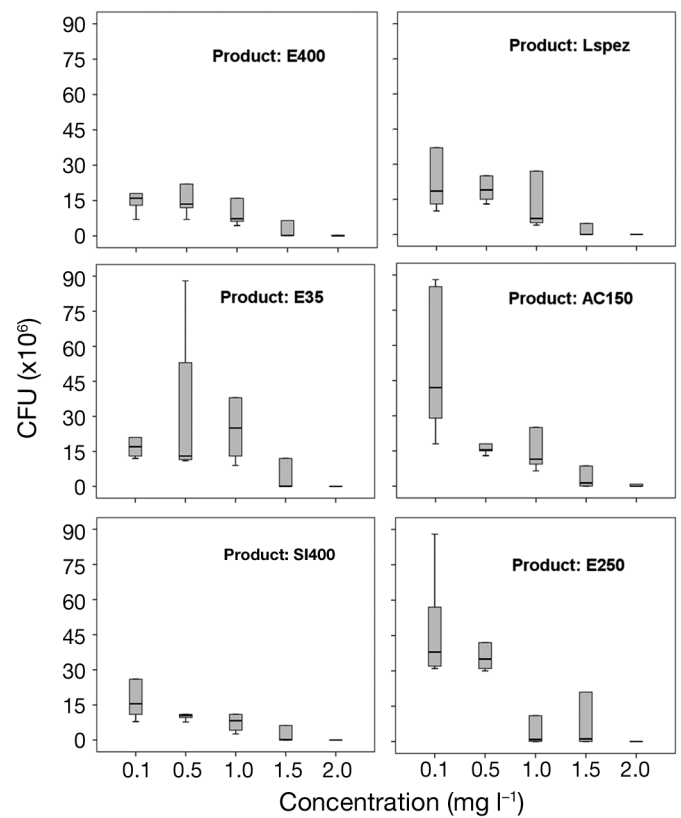 90
75
60
45
30
15
0
Product: E400
Product: Lspez
90
75
60
45
30
15
0
Product: E35
Product: AC150
90
75
60
45
30
15
0
Product: SI400
Product: E250
CFU (x10⁶)
0.1 0.5 1.0 1.5 2.0 0.1 0.5 1.0 1.5 2.0
Concentration (mg l⁻¹)